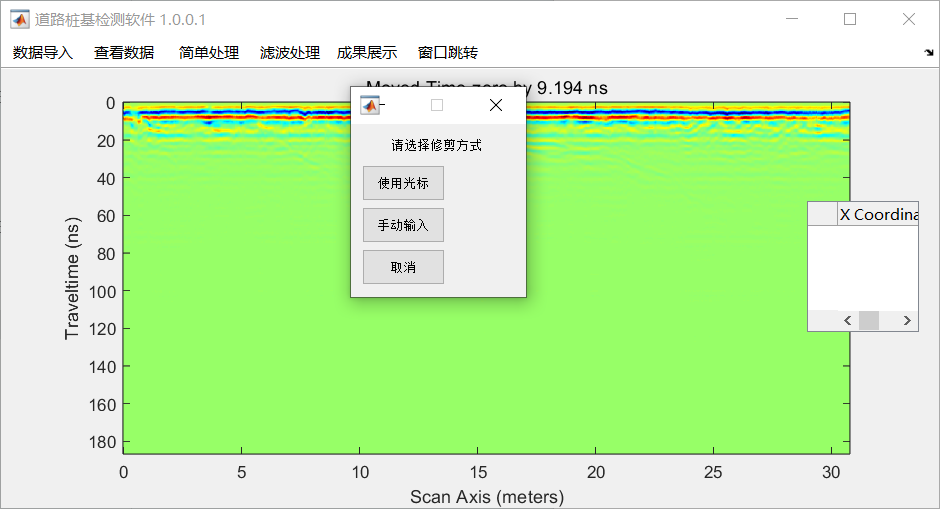 道路桩基检测软件 1.0.0.1
数据导入 查看数据 简单处理 滤波处理 成果展示 窗口跳转
by 9.194 ns
请选择修剪方式
使用光标
手动输入
取消
X Coordina
0
20
40
60
80
100
120
140
160
180
Traveltime (ns)
0 5 10 15 20 25 30
Scan Axis (meters)